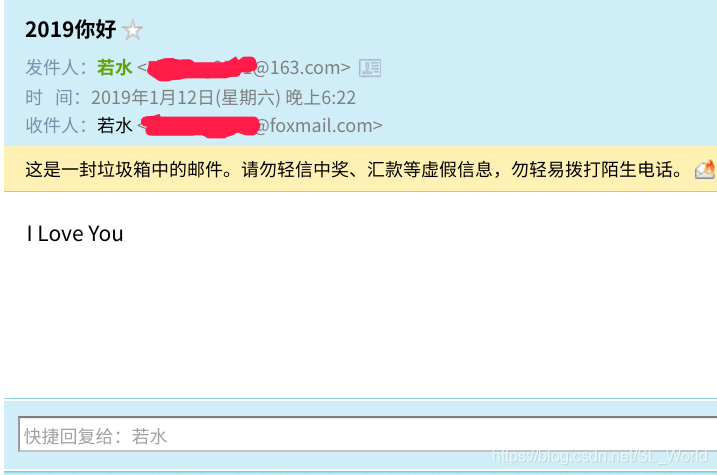 2019你好
发件人：若水 <@163.com>
时 间：2019年1月12日(星期六) 晚上6:22
收件人：若水 <@foxmail.com>
这是一封垃圾箱中的邮件。请勿轻信中奖、汇款等虚假信息，勿轻易拨打陌生电话。
I Love You
快捷回复给：若水
https://blog.csdn.net/SL_World